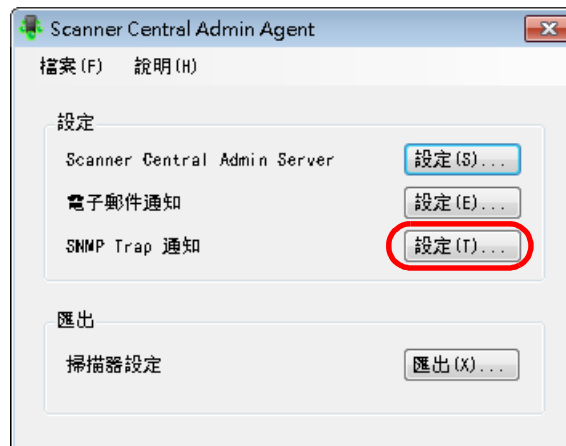 Scanner Central Admin Agent
檔案(F) 說明(H)
設定
Scanner Central Admin Server 設定(S)...
電子郵件通知 設定(E)...
SNMP Trap 通知 設定(T)...
匯出
掃描器設定 匯出(X)...